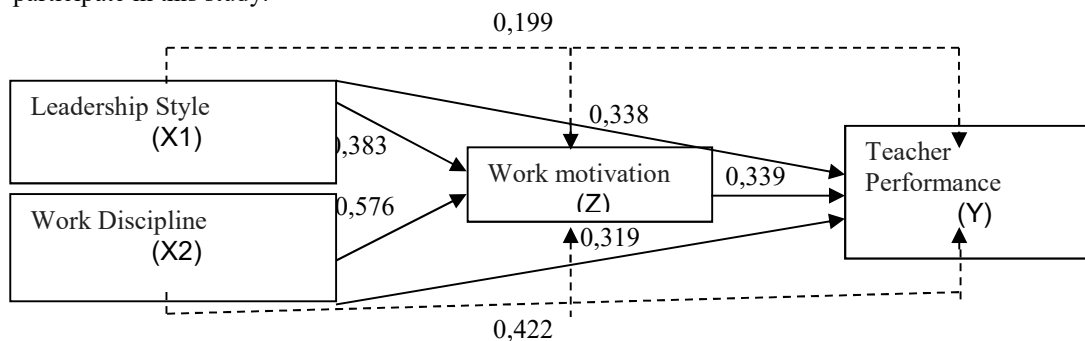 participate in this study.
0,199
Leadership Style
(X1)
0,338
0,383
Teacher
Performance
(Y)
Work motivation
(Z)
0,339
Work Discipline
(X2)
0,576
0,319
0,422